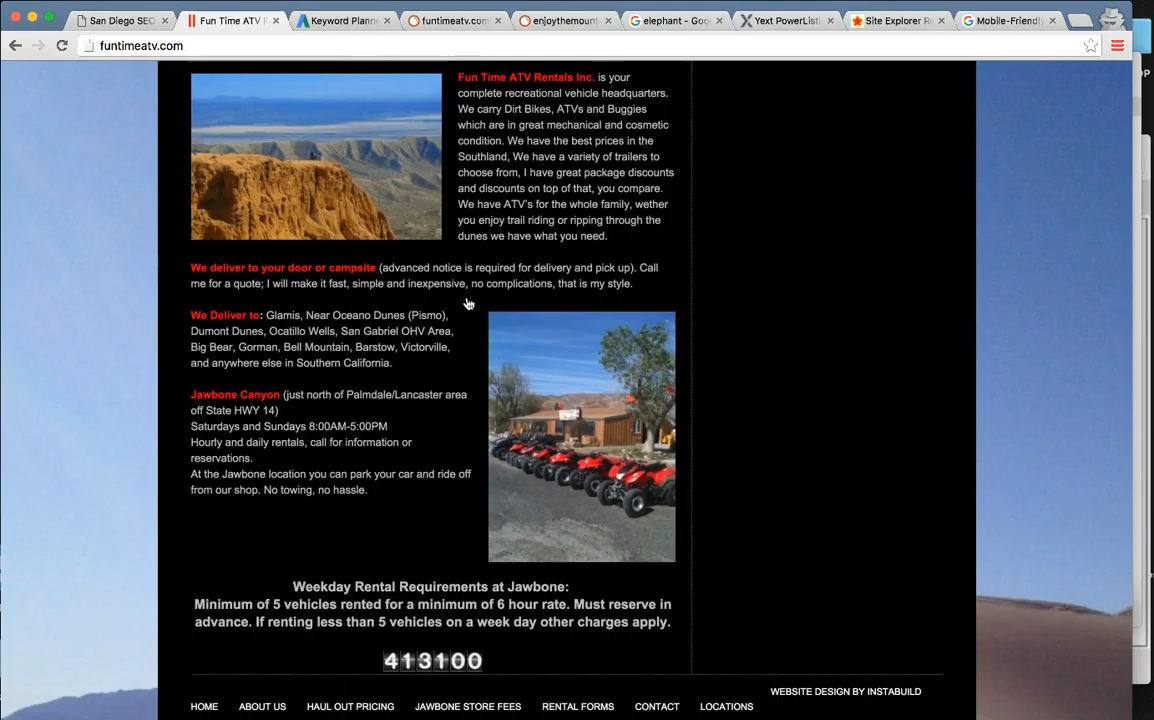 San Diego SEO
Fun Time ATV R
Keyword Planne
funtimeatv.com
enjoythemount
elephant - Goo
Yext PowerListi
Site Explorer Re
Mobile-Friendly
funtimeatv.com
OP
Fun Time ATV Rentals Inc. is your
complete recreational vehicle headquarters.
We carry Dirt Bikes, ATVs and Buggies
which are in great mechanical and cosmetic
condition. We have the best prices in the
Southland, We have a variety of trailers to
choose from, I have great package discounts
and discounts on top of that, you compare.
We have ATV's for the whole family, wether
you enjoy trail riding or ripping through the
dunes we have what you need.
We deliver to your door or campsite (advanced notice is required for delivery and pick up). Call
me for a quote; I will make it fast, simple and inexpensive, no complications, that is my style.
We Deliver to: Glamis, Near Oceano Dunes (Pismo),
Dumont Dunes, Ocatillo Wells, San Gabriel OHV Area,
Big Bear, Gorman, Bell Mountain, Barstow, Victorville,
and anywhere else in Southern California.
Jawbone Canyon (just north of Palmdale/Lancaster area
off State HWY 14)
Saturdays and Sundays 8:00AM-5:00PM
Hourly and daily rentals, call for information or
reservations.
At the Jawbone location you can park your car and ride off
from our shop. No towing, no hassle.
Weekday Rental Requirements at Jawbone:
Minimum of 5 vehicles rented for a minimum of 6 hour rate. Must reserve in
advance. If renting less than 5 vehicles on a week day other charges apply.
413100
WEBSITE DESIGN BY INSTABUILD
HOME ABOUT US HAUL OUT PRICING JAWBONE STORE FEES RENTAL FORMS CONTACT LOCATIONS